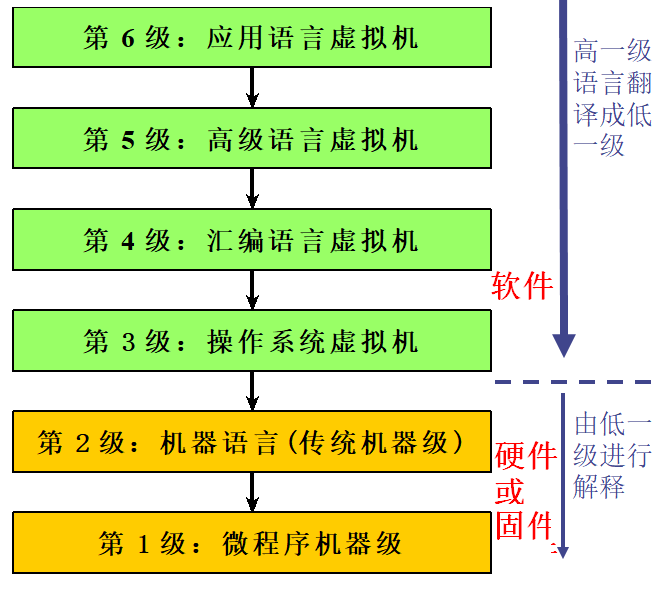 第 6 级：应用语言虚拟机
第 5 级：高级语言虚拟机
第 4 级：汇编语言虚拟机
第 3 级：操作系统虚拟机
第 2 级：机器语言(传统机器级)
第 1 级：微程序机器级
高一级
语言翻
译成低
一级
软件
由低一
级进行
解释
硬件
或
固件